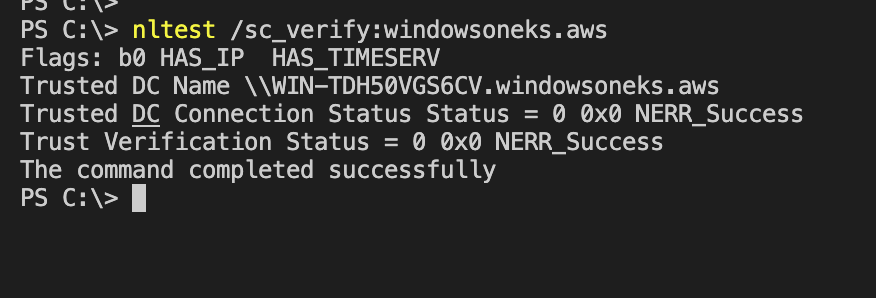 PS C:\>
PS C:\> nltest /sc_verify:windowsoneks.aws
Flags: b0 HAS_IP  HAS_TIMESERV
Trusted DC Name \\WIN-TDH50VGS6CV.windowsoneks.aws
Trusted DC Connection Status Status = 0 0x0 NERR_Success
Trust Verification Status = 0 0x0 NERR_Success
The command completed successfully
PS C:\>